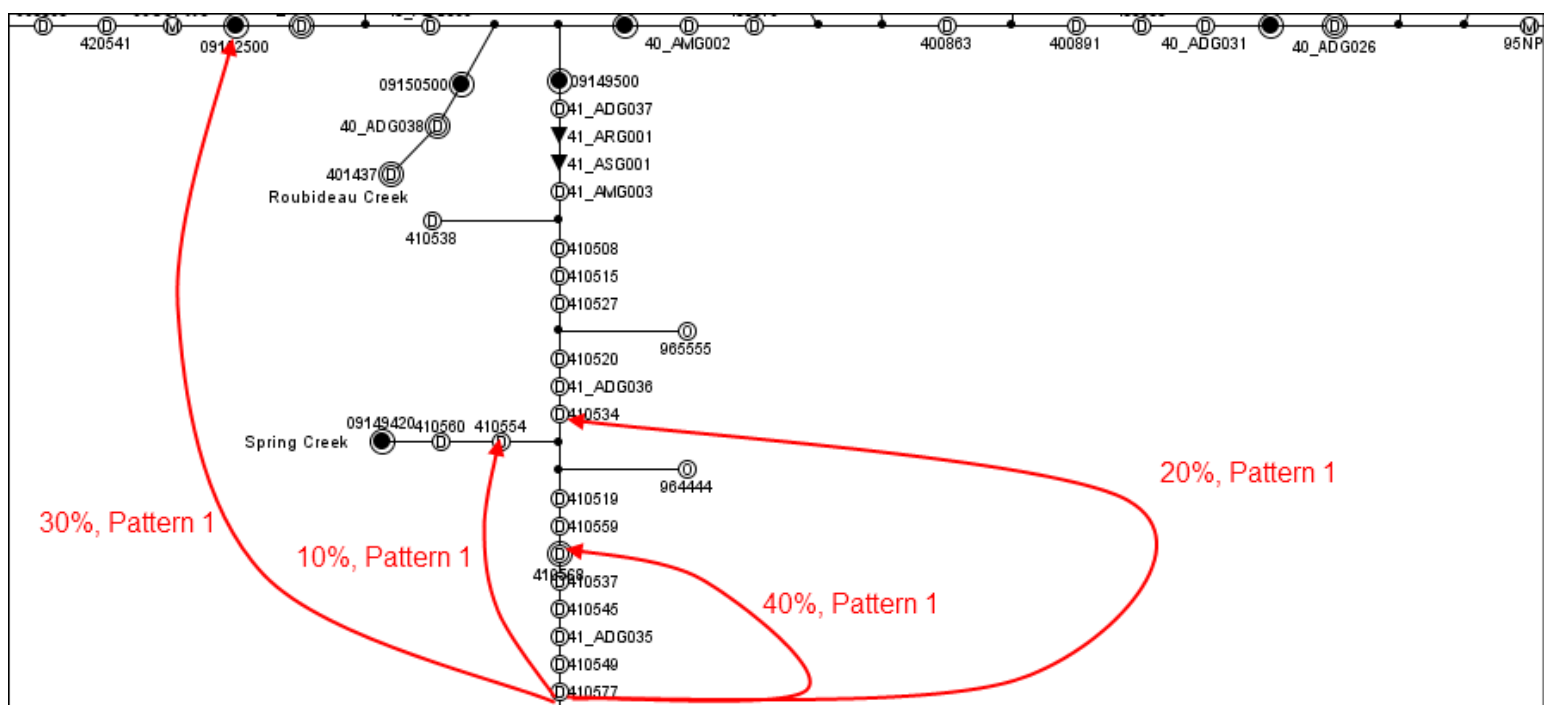 420541
M
09152500
40_AMG002
400863
400891
40_ADG031
40_ADG026
M
95NP
09150500
09149500
D 41_ADG037
40_ADG038 D
41_ARG001
41_ASG001
401437 D
D 41_AMG003
Roubideau Creek
D
410538
D 410508
D 410515
D 410527
O
965555
D 410520
D 41_ADG036
D 410534
09149420
410560
410554
Spring Creek
D
D
O
964444
20%, Pattern 1
D 410519
30%, Pattern 1
D 410559
10%, Pattern 1
D
410568
D 410537
40%, Pattern 1
D 410545
D 41_ADG035
D 410549
D 410577